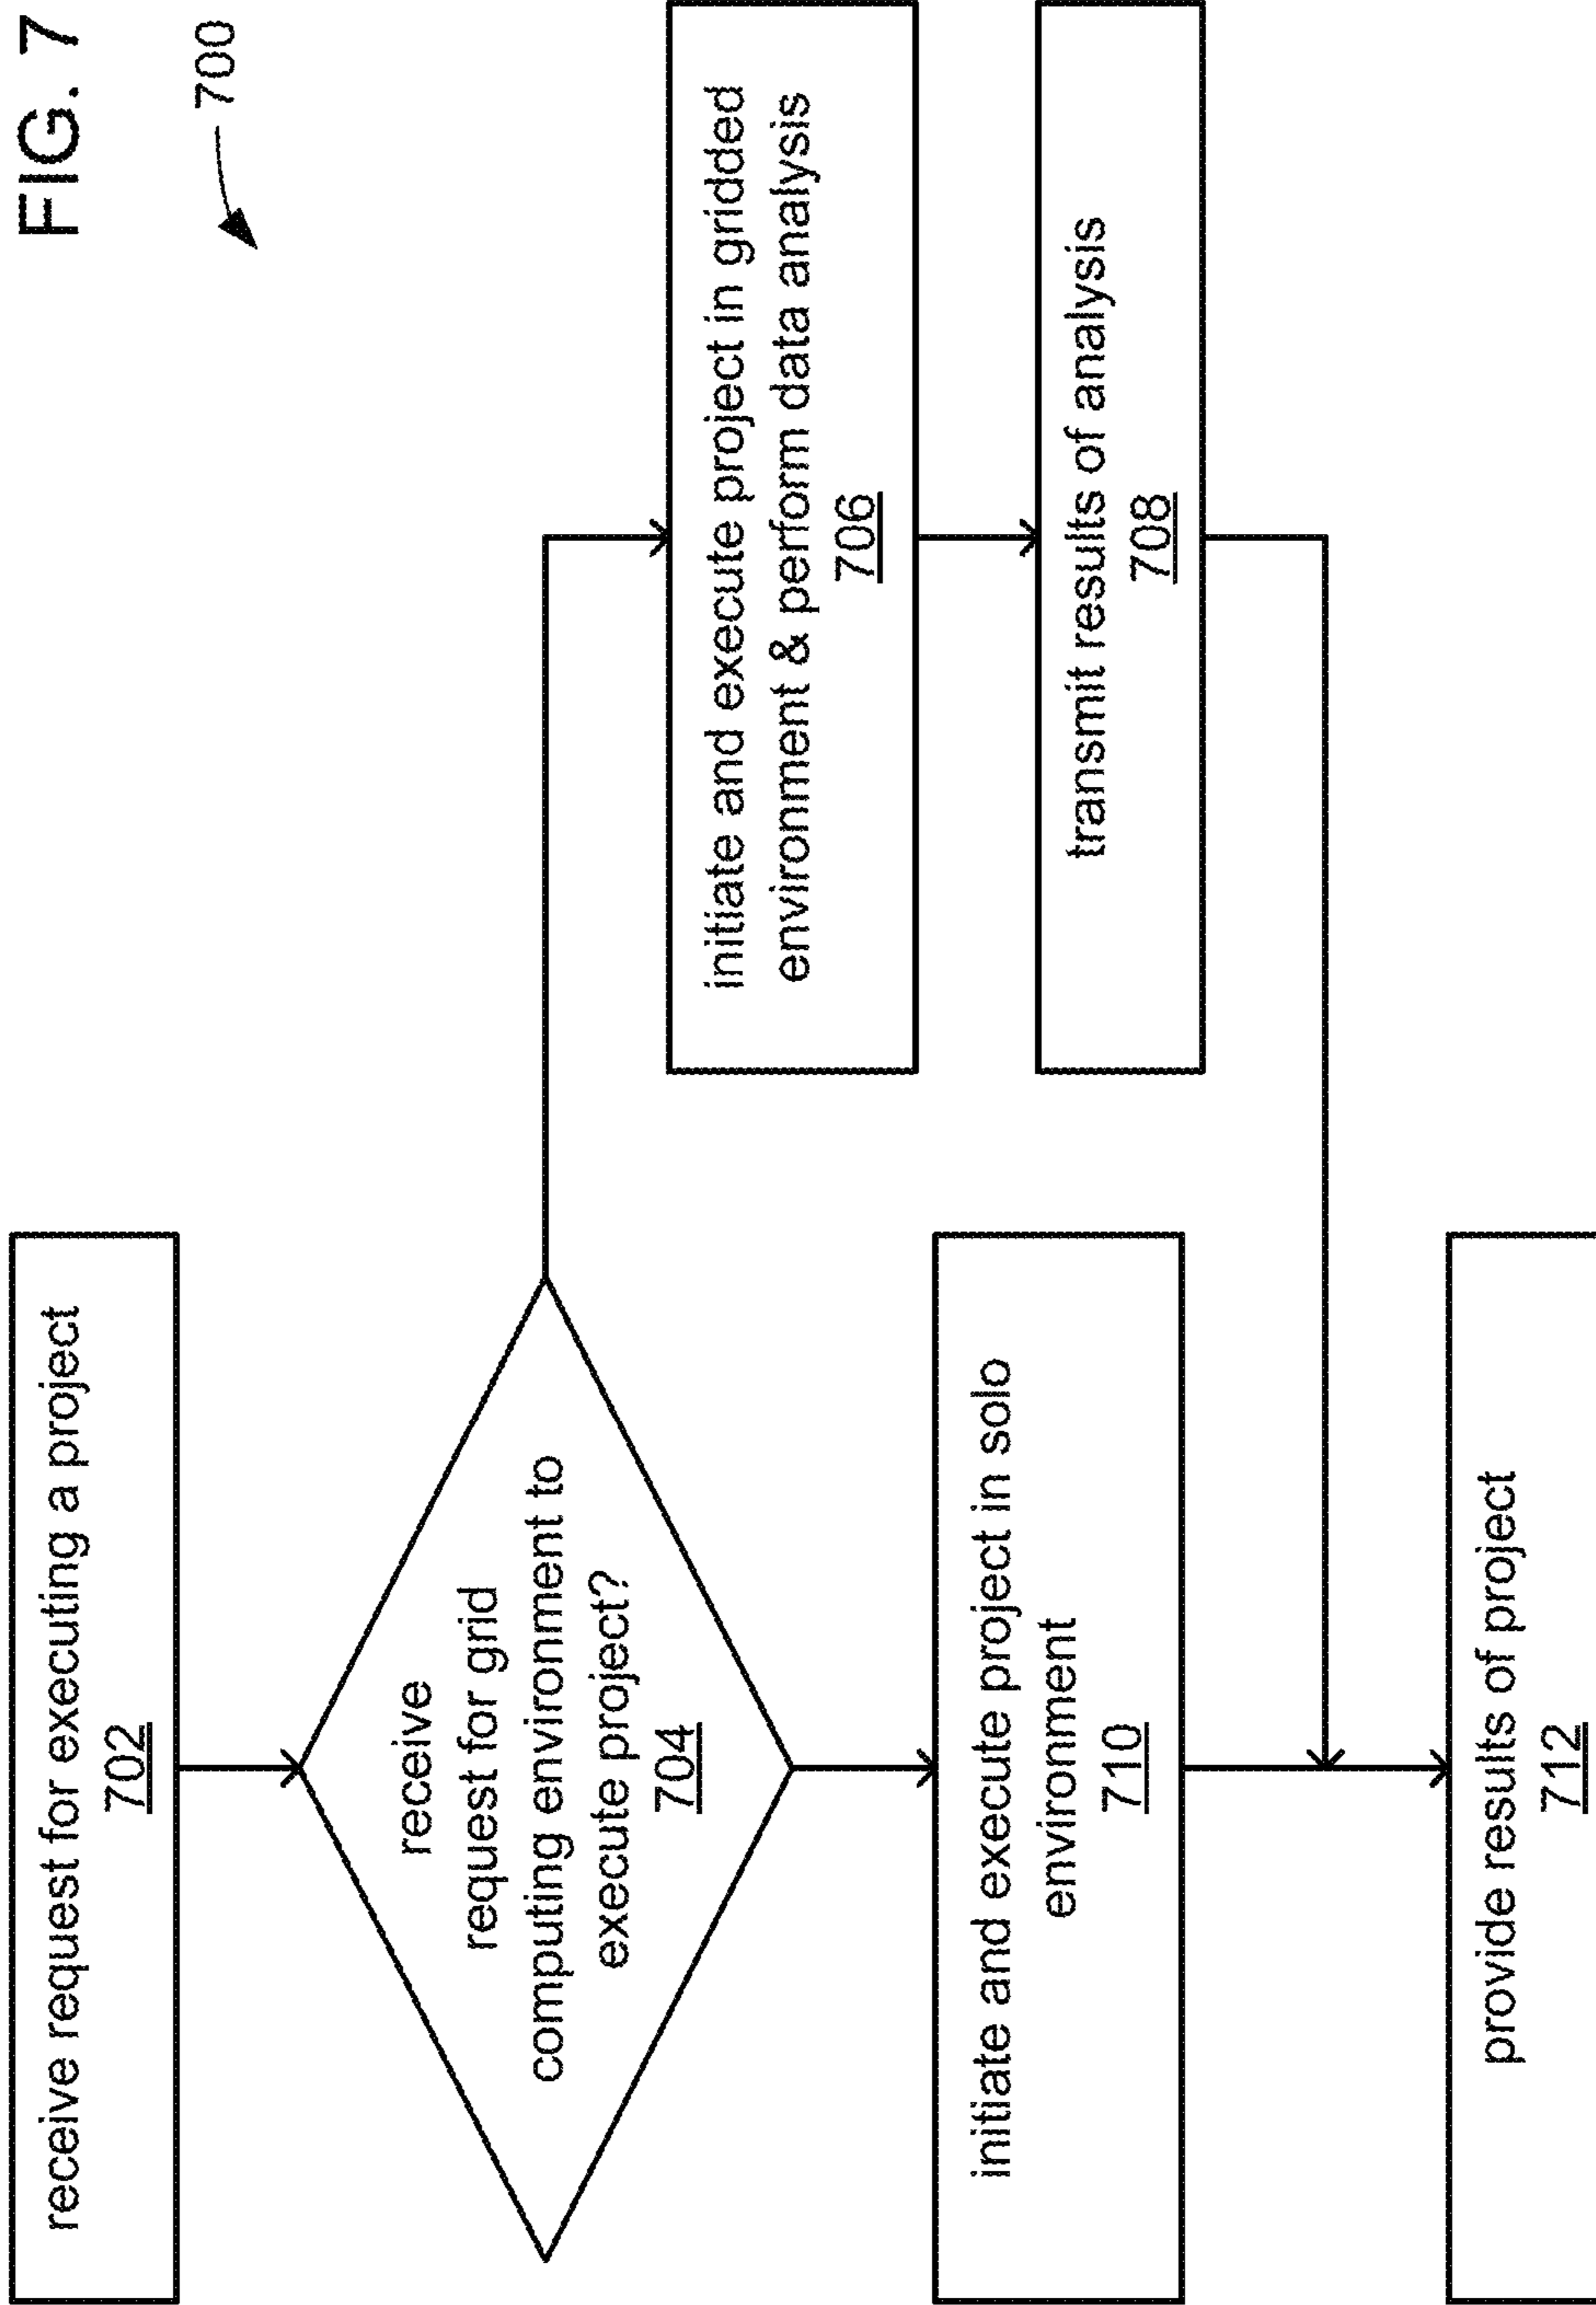 FIG. 7
700
receive request for executing a project
702
receive
request for grid
computing environment to
execute project?
704
initiate and execute project in gridded
environment & perform data analysis
706
transmit results of analysis
708
initiate and execute project in solo
environment
710
provide results of project
712